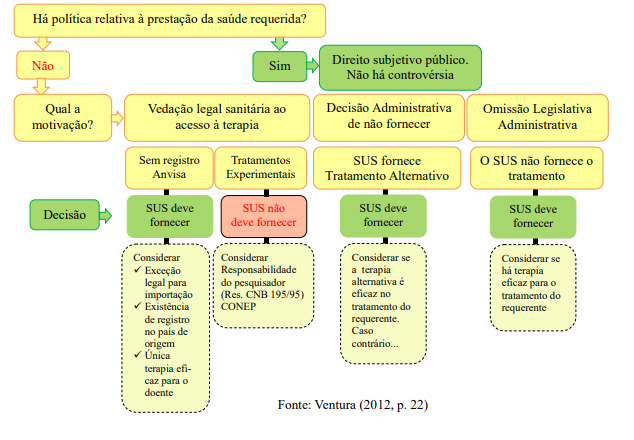 Há política relativa à prestação da saúde requerida?
Não
Sim
Direito subjetivo público.
Não há controvérsia
Qual a
motivação?
Vedação legal sanitária ao
acesso à terapia
Decisão Administrativa
de não fornecer
Omissão Legislativa
Administrativa
Sem registro
Anvisa
Tratamentos
Experimentais
SUS fornece
Tratamento Alternativo
O SUS não fornece o
tratamento
Decisão
SUS deve
fornecer
SUS não
deve fornecer
SUS deve
fornecer
SUS deve
fornecer
Considerar
✓ Exceção
legal para
importação
✓ Existência
de registro
no país de
origem
✓ Única
terapia efi-
caz para o
doente
Considerar
Responsabilidade
do pesquisador
(Res. CNB 195/95)
CONEP
Considerar se
a terapia
alternativa é
eficaz no
tratamento do
requerente.
Caso
contrário...
Considerar se
há terapia
eficaz para o
tratamento do
requerente
Fonte: Ventura (2012, p. 22)